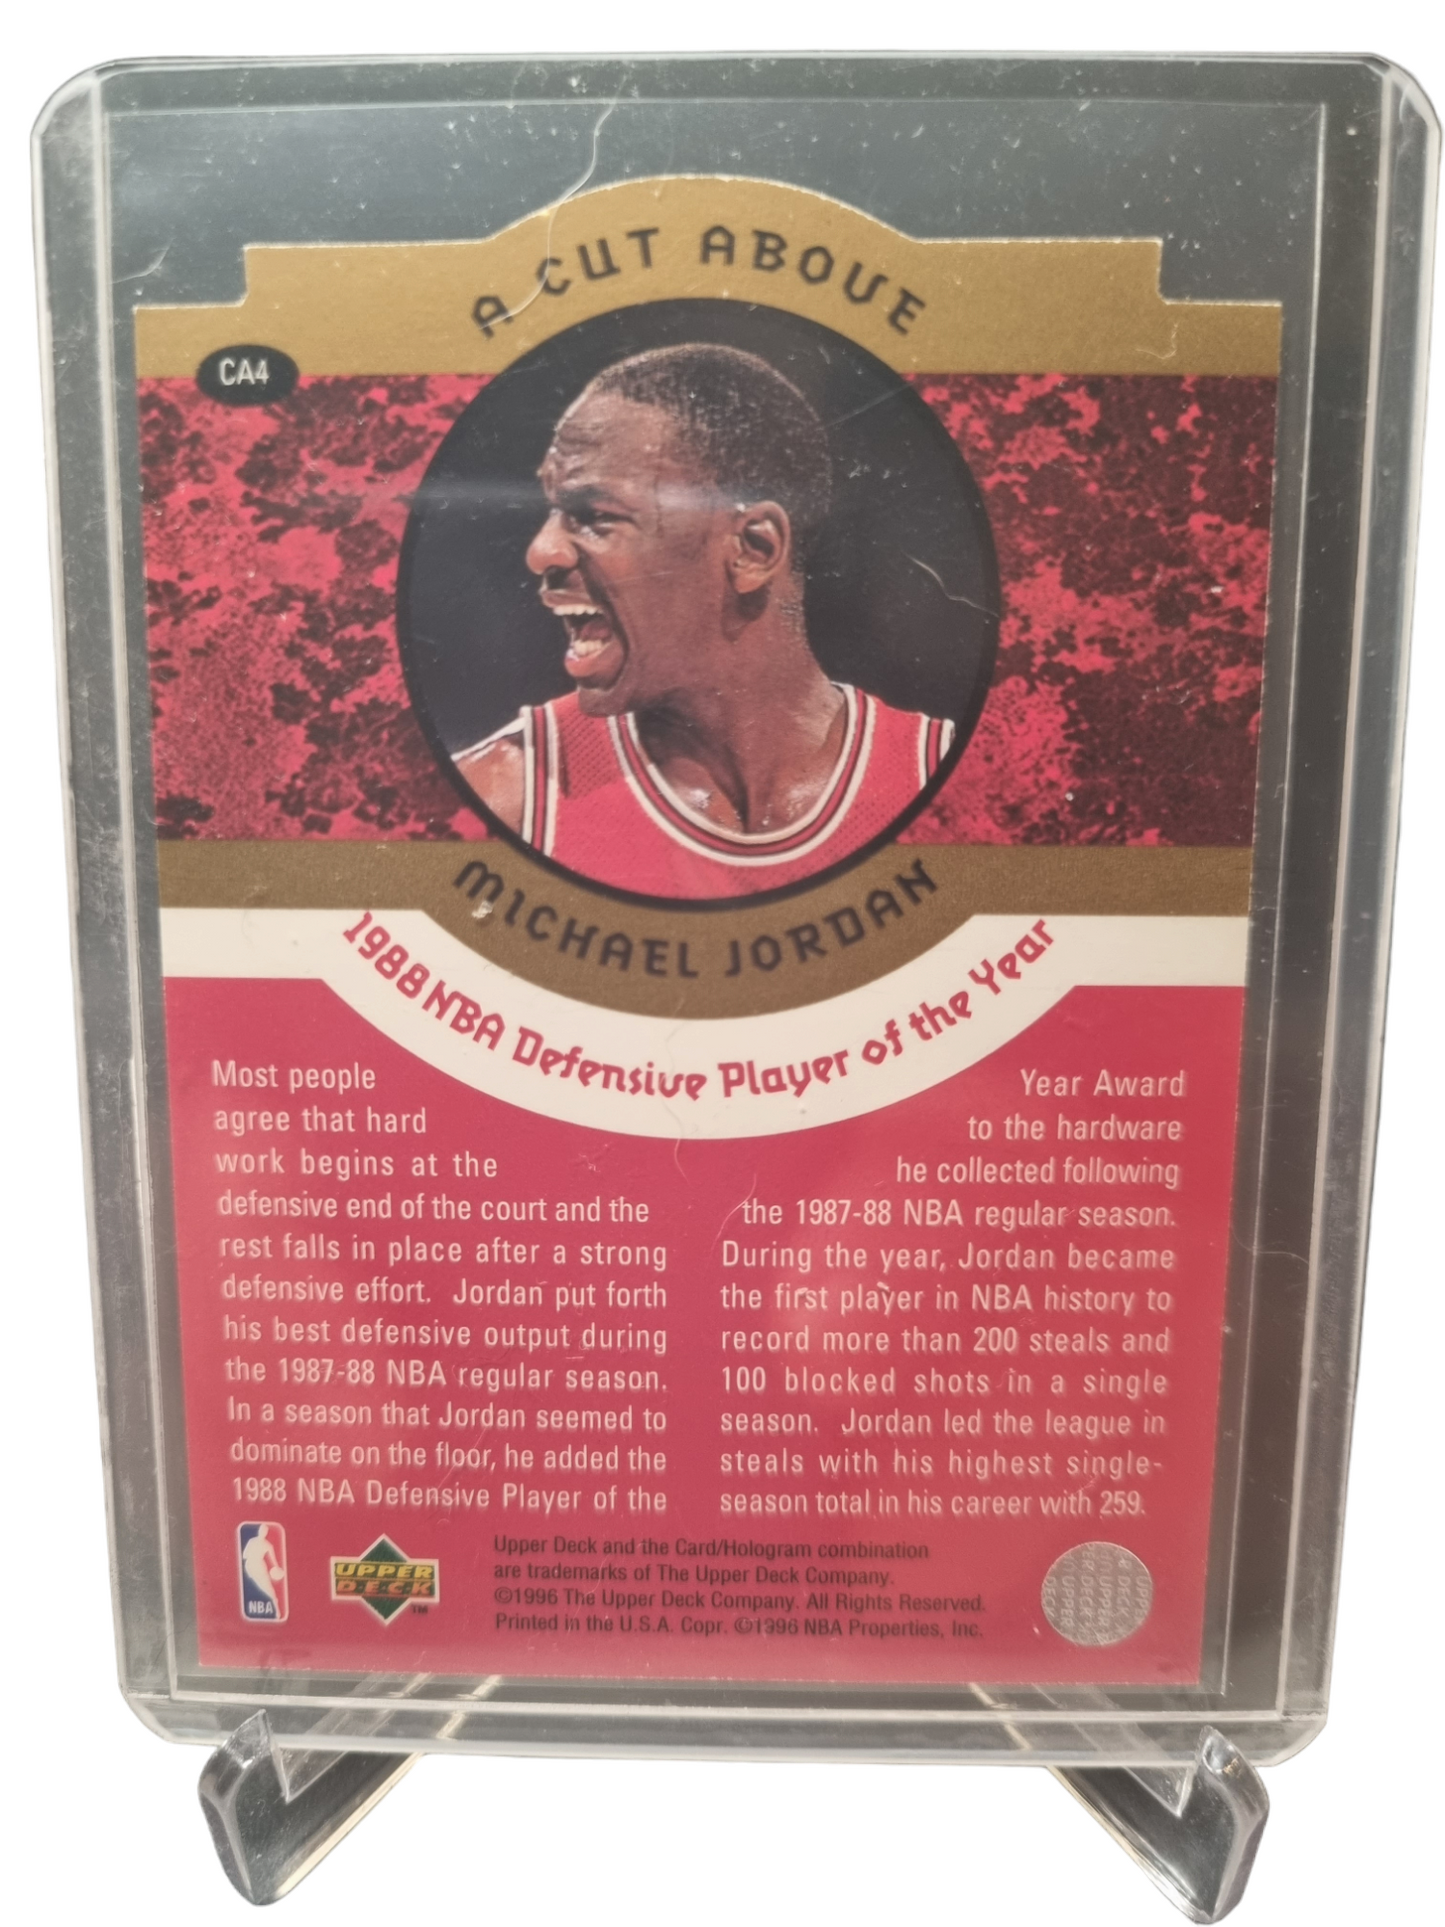 A CUT ABOVE
CA4
MICHAEL JORDAN
1988 NBA Defensive Player of the Year
Most people
agree that hard
work begins at the
defensive end of the court and the
rest falls in place after a strong
defensive effort. Jordan put forth
his best defensive output during
the 1987-88 NBA regular season.
In a season that Jordan seemed to
dominate on the floor, he added the
1988 NBA Defensive Player of the
Year Award
to the hardware
he collected following
the 1987-88 NBA regular season.
During the year, Jordan became
the first player in NBA history to
record more than 200 steals and
100 blocked shots in a single
season. Jordan led the league in
steals with his highest single-
season total in his career with 259.
NBA
UPPER
D·E·C·K
TM
Upper Deck and the Card/Hologram combination
are trademarks of The Upper Deck Company.
©1996 The Upper Deck Company. All Rights Reserved.
Printed in the U.S.A. Copr. ©1996 NBA Properties, Inc.